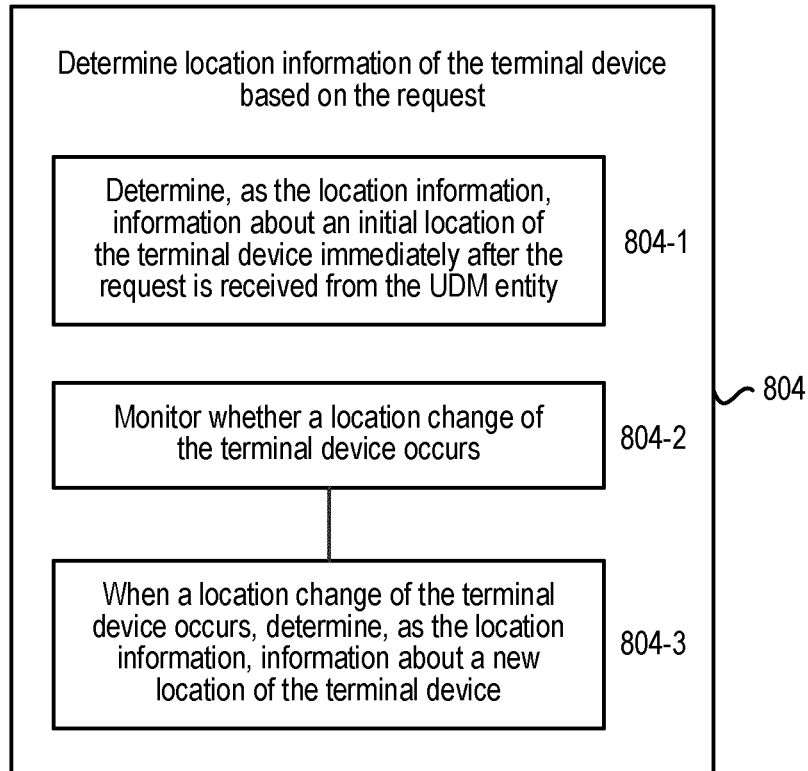 Determine location information of the terminal device
based on the request
Determine, as the location information,
information about an initial location of
the terminal device immediately after the
request is received from the UDM entity
804-1
Monitor whether a location change of
the terminal device occurs
804-2
804
When a location change of the terminal
device occurs, determine, as the location
information, information about a new
location of the terminal device
804-3